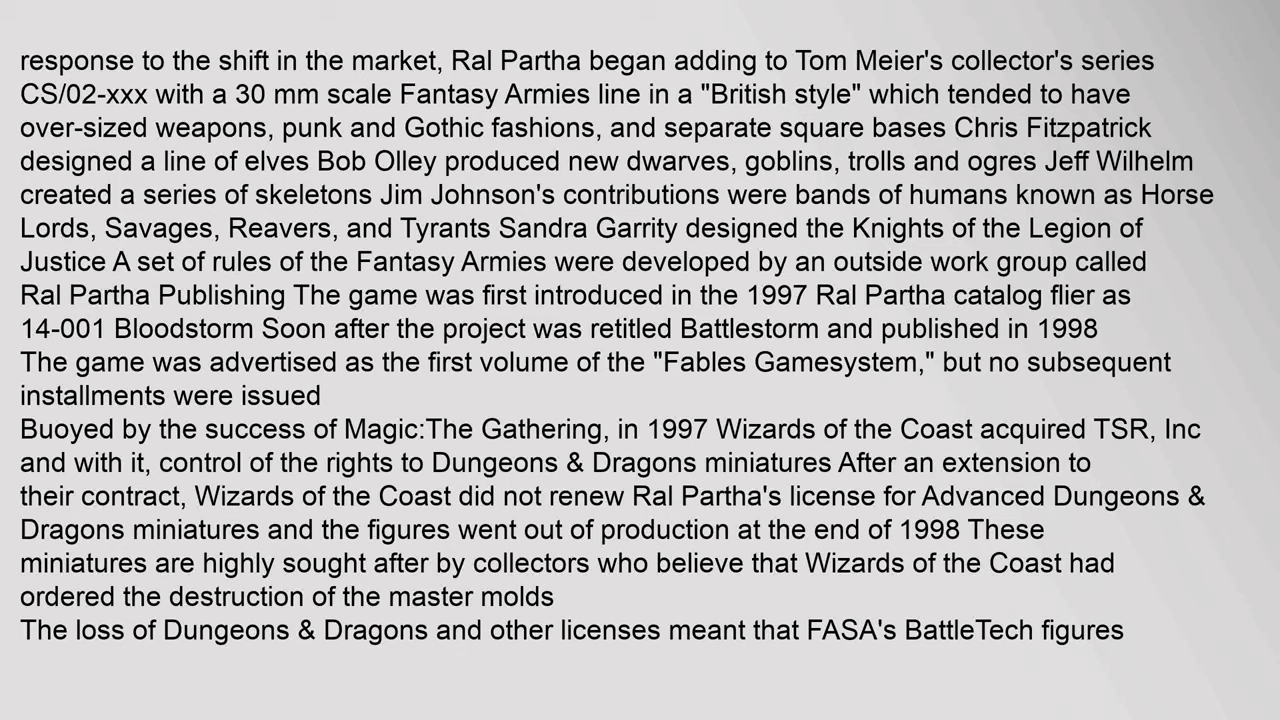 response to the shift in the market, Ral Partha began adding to Tom Meier's collector's series
CS/02-xxx with a 30 mm scale Fantasy Armies line in a "British style" which tended to have
over-sized weapons, punk and Gothic fashions, and separate square bases Chris Fitzpatrick
designed a line of elves Bob Olley produced new dwarves, goblins, trolls and ogres Jeff Wilhelm
created a series of skeletons Jim Johnson's contributions were bands of humans known as Horse
Lords, Savages, Reavers, and Tyrants Sandra Garrity designed the Knights of the Legion of
Justice A set of rules of the Fantasy Armies were developed by an outside work group called
Ral Partha Publishing The game was first introduced in the 1997 Ral Partha catalog flier as
14-001 Bloodstorm Soon after the project was retitled Battlestorm and published in 1998
The game was advertised as the first volume of the "Fables Gamesystem," but no subsequent
installments were issued
Buoyed by the success of Magic:The Gathering, in 1997 Wizards of the Coast acquired TSR, Inc
and with it, control of the rights to Dungeons & Dragons miniatures After an extension to
their contract, Wizards of the Coast did not renew Ral Partha's license for Advanced Dungeons &
Dragons miniatures and the figures went out of production at the end of 1998 These
miniatures are highly sought after by collectors who believe that Wizards of the Coast had
ordered the destruction of the master molds
The loss of Dungeons & Dragons and other licenses meant that FASA's BattleTech figures